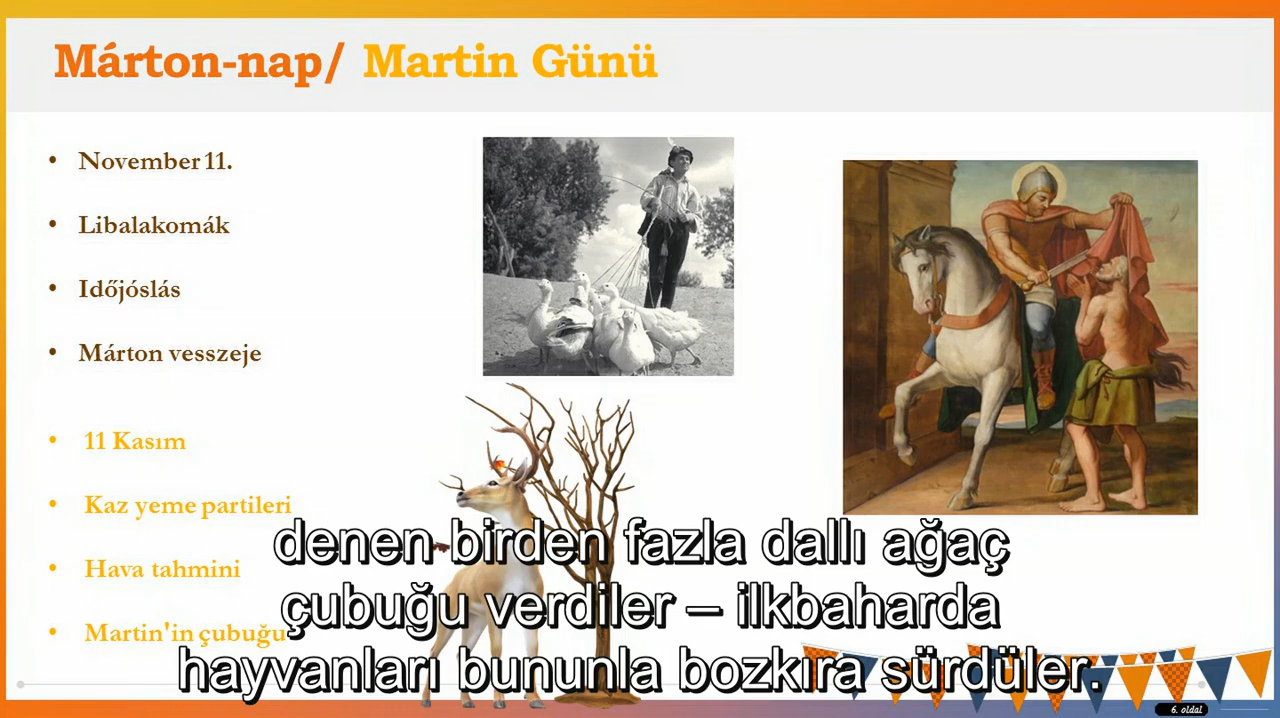 Márton-nap/ Martin Günü
• November 11.
• Libalakomák
• Időjóslás
• Márton vesszeje
• 11 Kasım
• Kaz yeme partileri
• Hava tahmini
• Martin'in çubuğu
denen birden fazla dallı ağaç
çubuğu verdiler – ilkbaharda
hayvanları bununla bozkıra sürdüler.
6. oldal